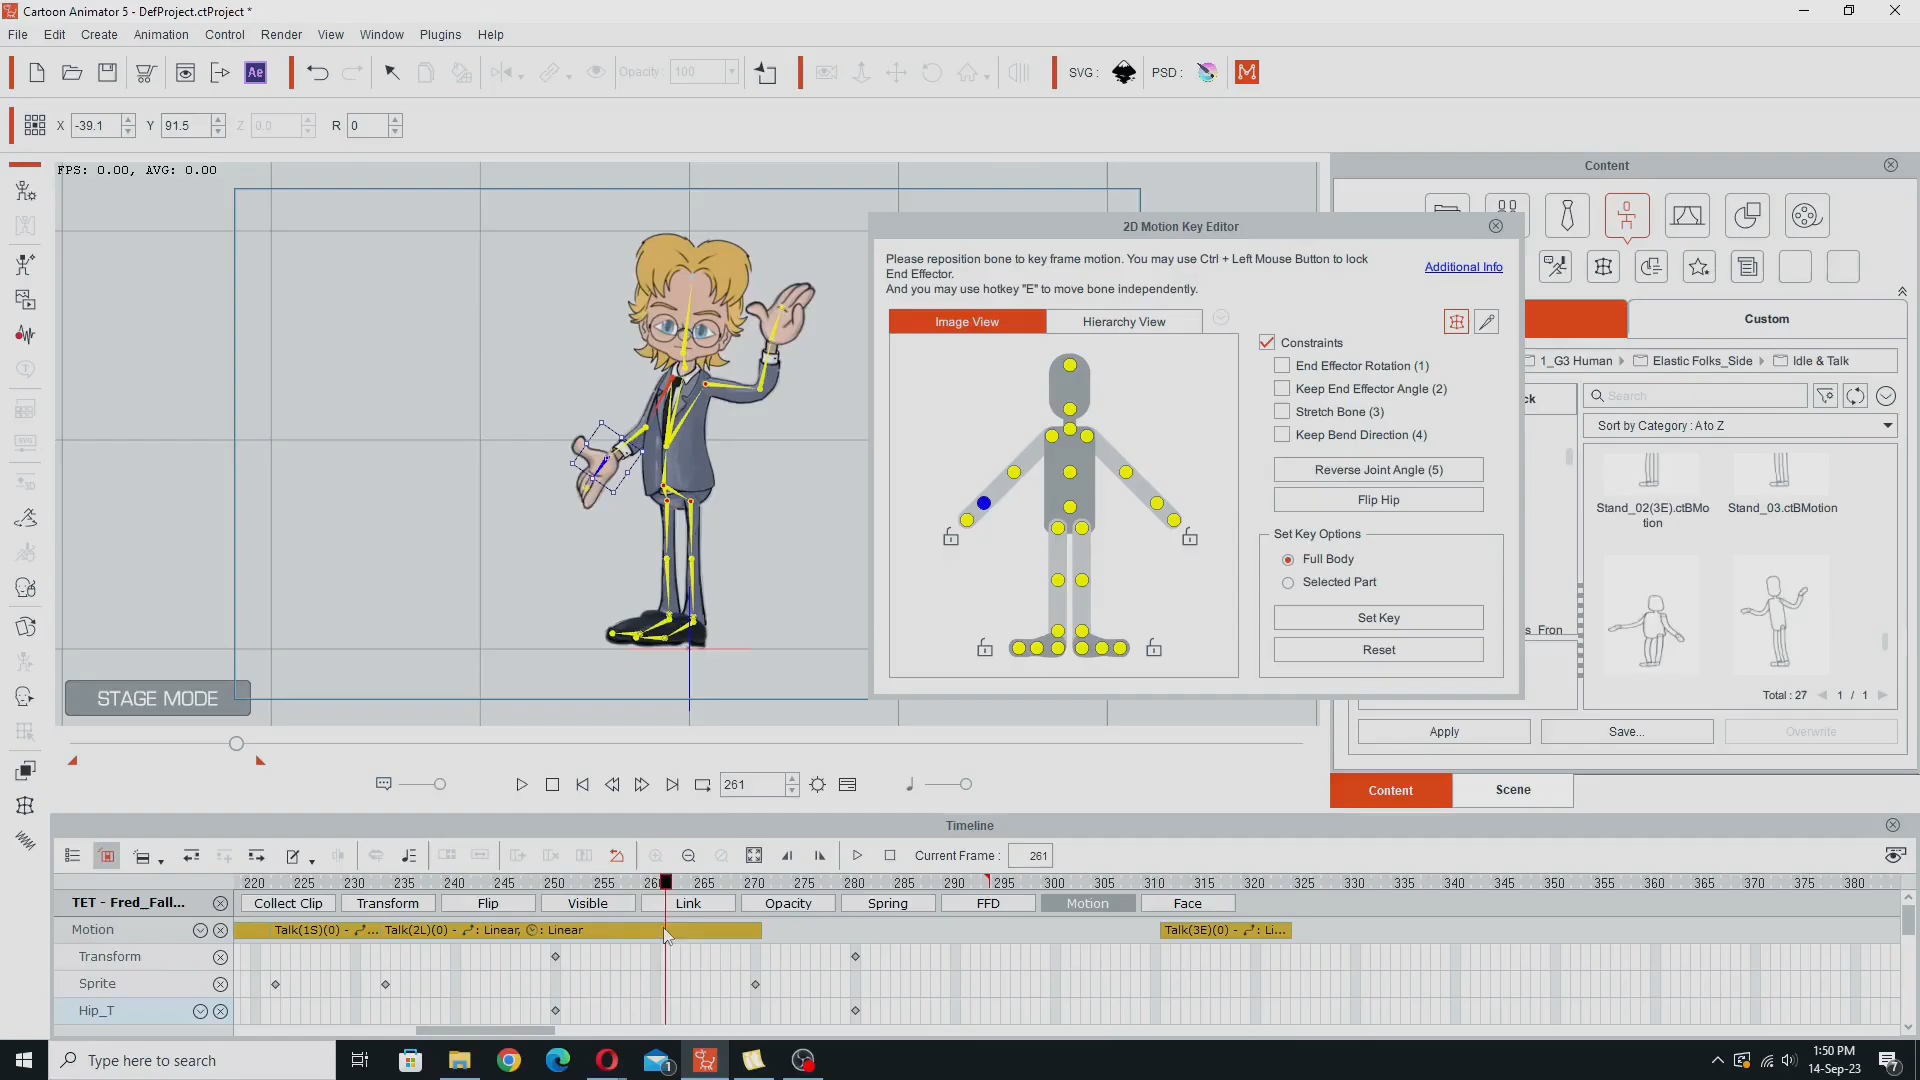 Cartoon Animator 5 - DefProject.ctProject *
File Edit Create Animation Control Render View Window Plugins Help
Ae Opacity : 100 SVG : PSD :
X -39.1 Y 91.5 Z 0.0 R 0
FPS: 0.00, AVG: 0.00
Content
2D Motion Key Editor
Please reposition bone to key frame motion. You may use Ctrl + Left Mouse Button to lock
End Effector.
And you may use hotkey "E" to move bone independently.
Additional Info
Image View Hierarchy View
Constraints
End Effector Rotation (1)
Keep End Effector Angle (2)
Stretch Bone (3)
Keep Bend Direction (4)
Reverse Joint Angle (5)
Flip Hip
Set Key Options
Full Body
Selected Part
Set Key
Reset
Custom
1_G3 Human Elastic Folks_Side Idle & Talk
ck Search
Sort by Category : A to Z
Stand_02(3E).ctBMo
tion
Stand_03.ctBMotion
s_Fron
Total : 27 1 / 1
Apply Save... Overwrite
STAGE MODE
261
Content Scene
Timeline
Current Frame : 261
220 225 230 235 240 245 250 255 260 265 270 275 280 285 290 295 300 305 310 315 320 325 330 335 340 345 350 355 360 365 370 375 380
TET - Fred_Fall... Collect Clip Transform Flip Visible Link Opacity Spring FFD Motion Face
Motion Talk(1S)(0) - ... Talk(2L)(0) - : Linear, : Linear Talk(3E)(0) - : Li...
Transform
Sprite
Hip_T
Type here to search
1
1:50 PM
14-Sep-23
7